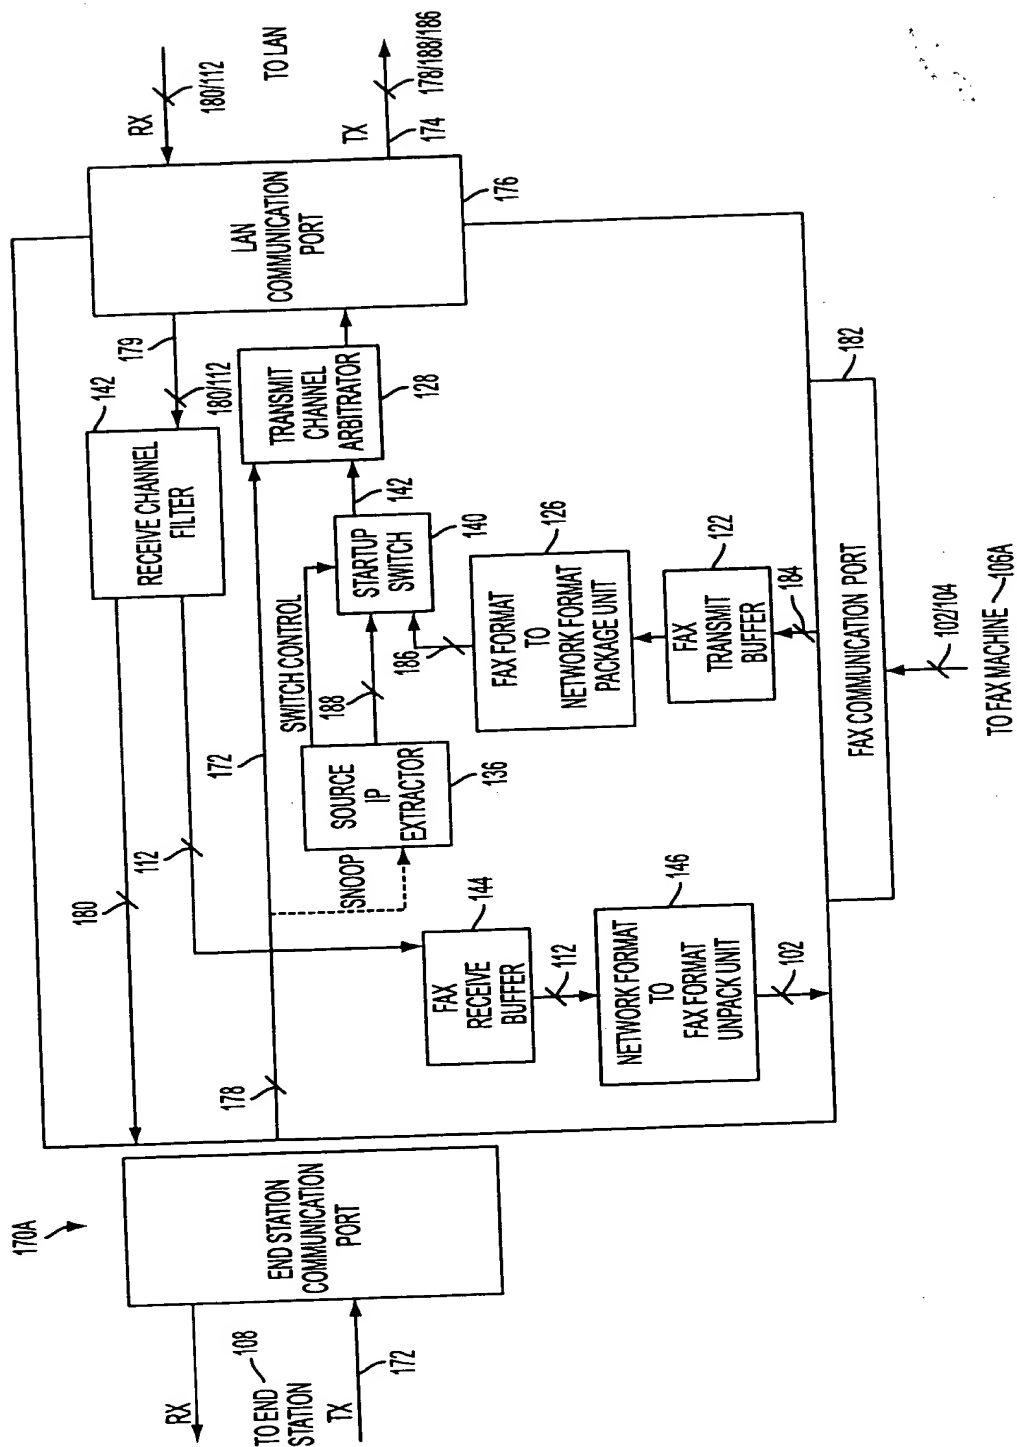 170A
RX
TO END
STATION
108
TX
172
END STATION
COMMUNICATION
PORT
180
178
112
172
142
RECEIVE CHANNEL
FILTER
179
180/112
RX
180/112
TO LAN
TX
174
178/188/186
LAN
COMMUNICATION
PORT
176
TRANSMIT
CHANNEL
ARBITRATOR
128
142
SWITCH CONTROL
STARTUP
SWITCH
140
188
186
SNOOP
SOURCE
IP
EXTRACTOR
136
FAX FORMAT
TO
NETWORK FORMAT
PACKAGE UNIT
126
FAX
TRANSMIT
BUFFER
122
184
FAX
RECEIVE
BUFFER
144
112
NETWORK FORMAT
TO
FAX FORMAT
UNPACK UNIT
146
102
FAX COMMUNICATION PORT
182
102/104
TO FAX MACHINE 106A